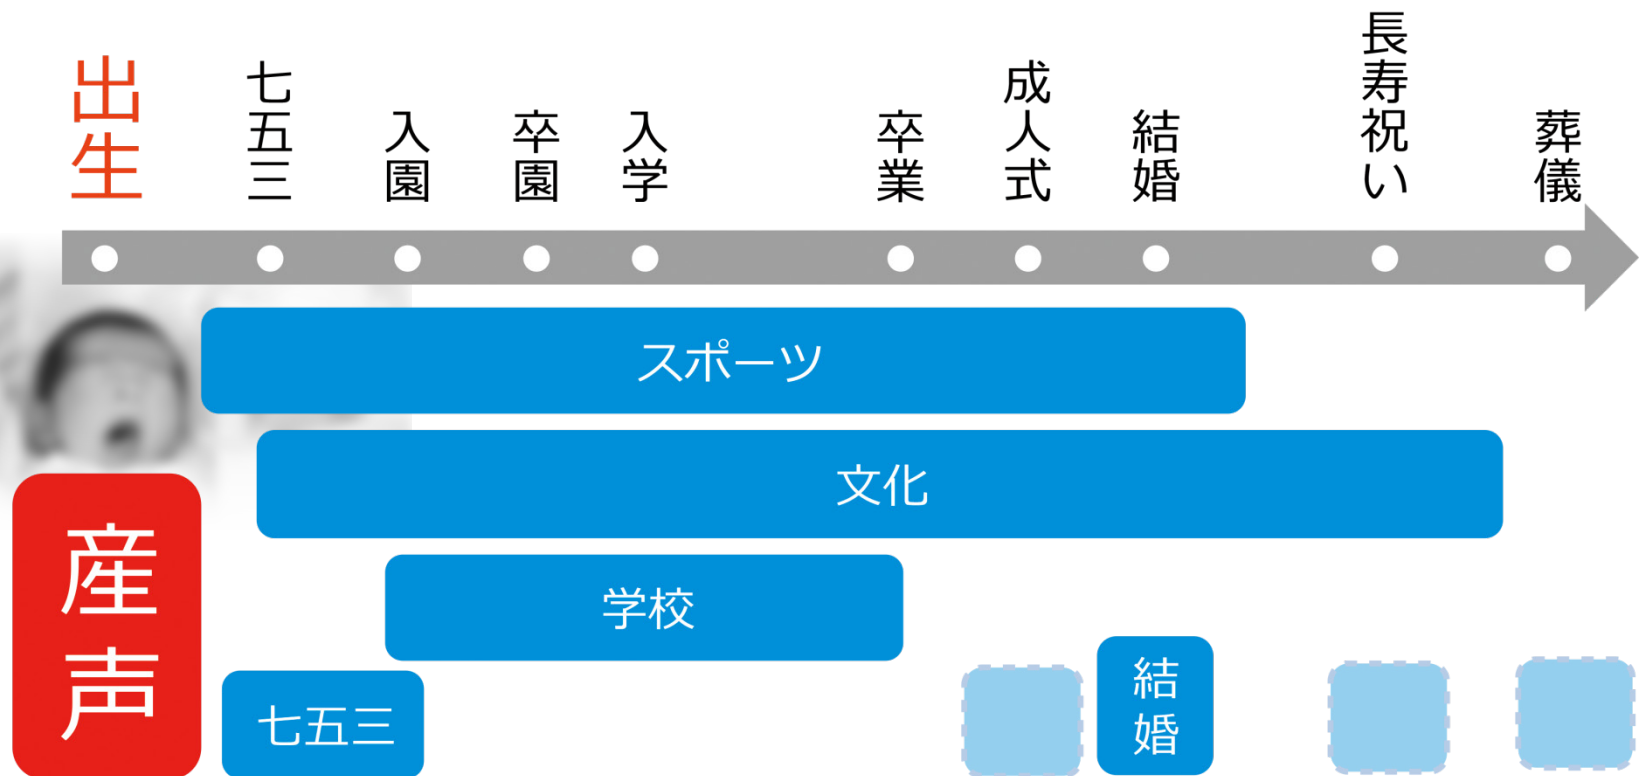 出生
七五三
入園
卒園
入学
卒業
成人式
結婚
長寿祝い
葬儀
スポーツ
文化
学校
産声
七五三
結婚